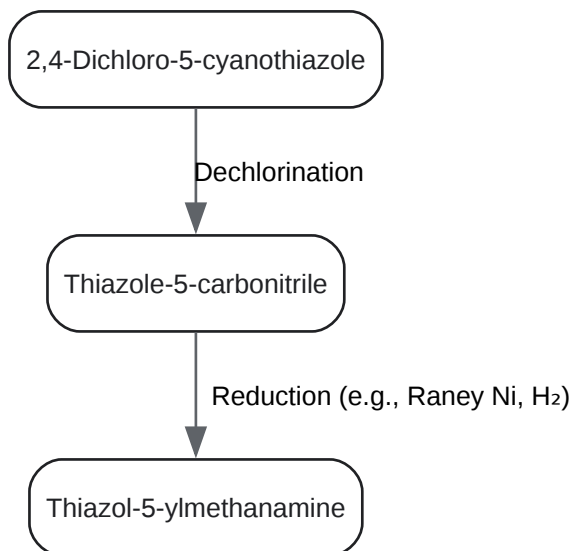 2,4-Dichloro-5-cyanothiazole
Dechlorination
Thiazole-5-carbonitrile
Reduction (e.g., Raney Ni, H₂)
Thiazol-5-ylmethanamine